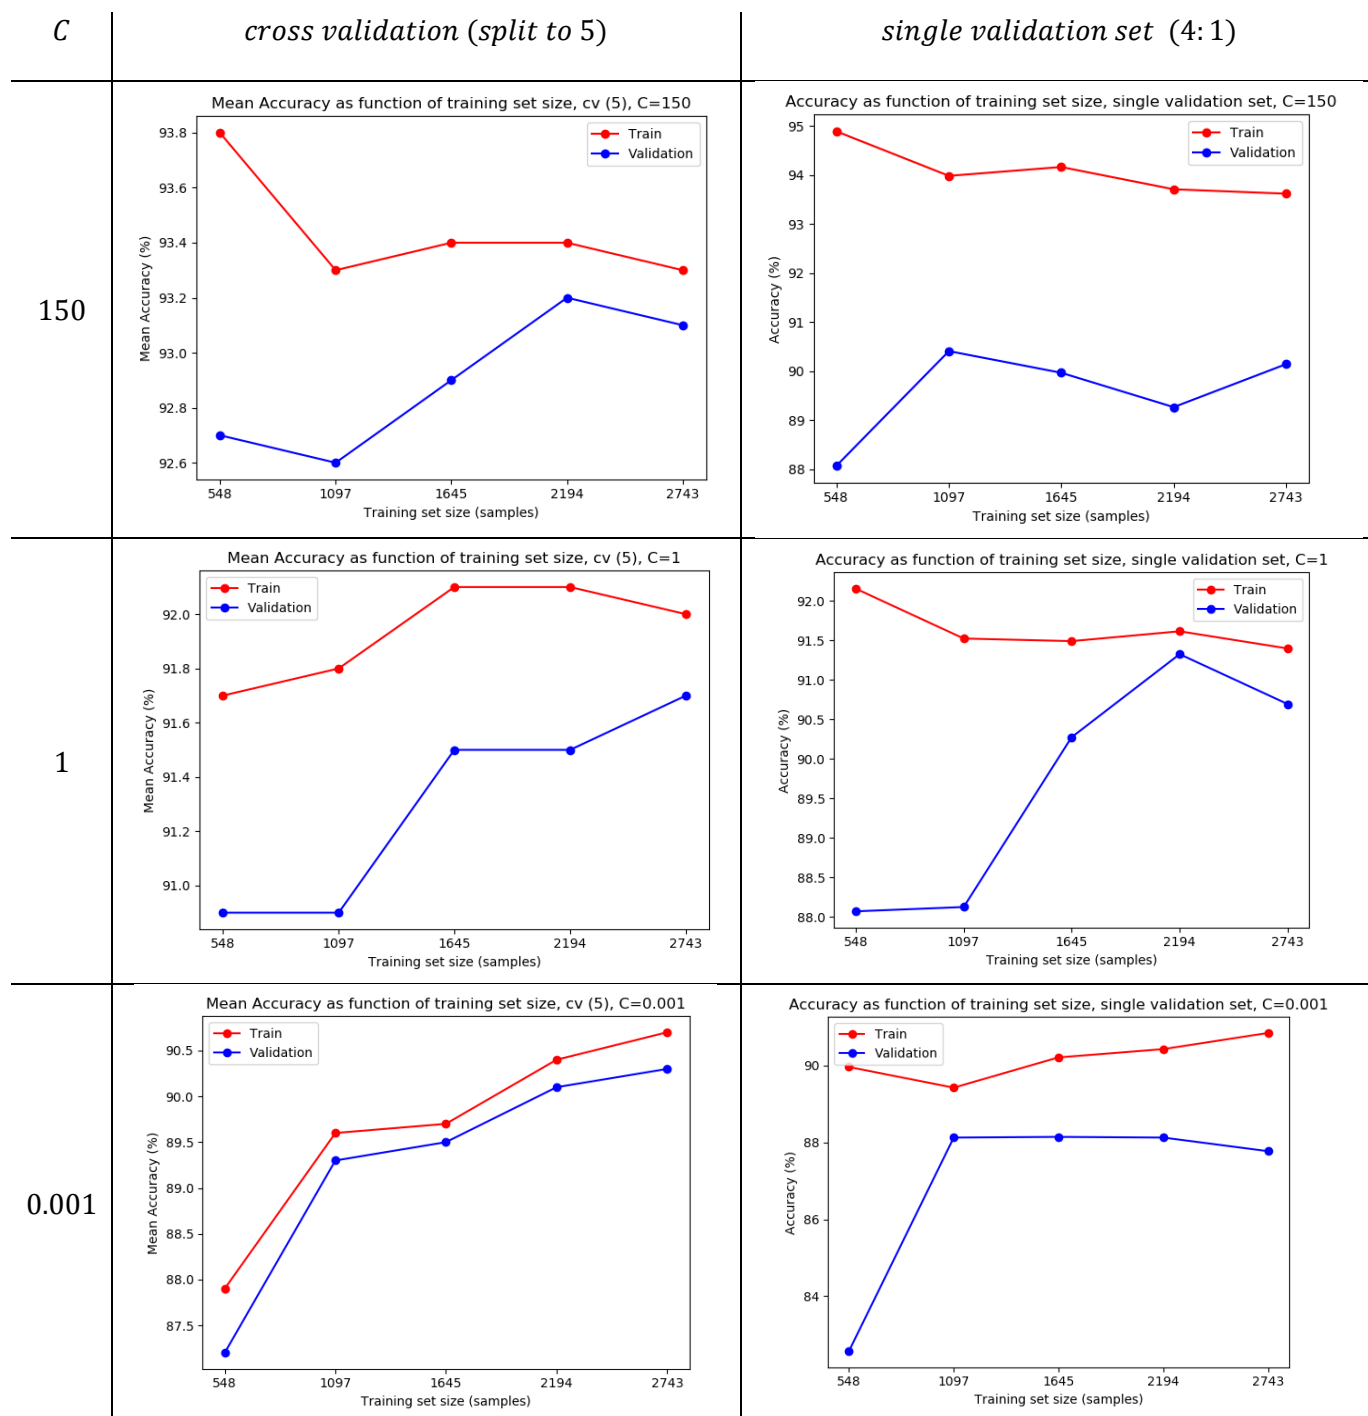 C
cross validation (split to 5)
single validation set (4:1)
150
Mean Accuracy as function of training set size, cv (5), C=150
Train
Validation
Mean Accuracy (%)
93.8
93.6
93.4
93.2
93.0
92.8
92.6
548 1097 1645 2194 2743
Training set size (samples)
Accuracy as function of training set size, single validation set, C=150
Train
Validation
Accuracy (%)
95
94
93
92
91
90
89
88
548 1097 1645 2194 2743
Training set size (samples)
1
Mean Accuracy as function of training set size, cv (5), C=1
Train
Validation
Mean Accuracy (%)
92.0
91.8
91.6
91.4
91.2
91.0
548 1097 1645 2194 2743
Training set size (samples)
Accuracy as function of training set size, single validation set, C=1
Train
Validation
Accuracy (%)
92.0
91.5
91.0
90.5
90.0
89.5
89.0
88.5
88.0
548 1097 1645 2194 2743
Training set size (samples)
0.001
Mean Accuracy as function of training set size, cv (5), C=0.001
Train
Validation
Mean Accuracy (%)
90.5
90.0
89.5
89.0
88.5
88.0
87.5
548 1097 1645 2194 2743
Training set size (samples)
Accuracy as function of training set size, single validation set, C=0.001
Train
Validation
Accuracy (%)
90
88
86
84
548 1097 1645 2194 2743
Training set size (samples)